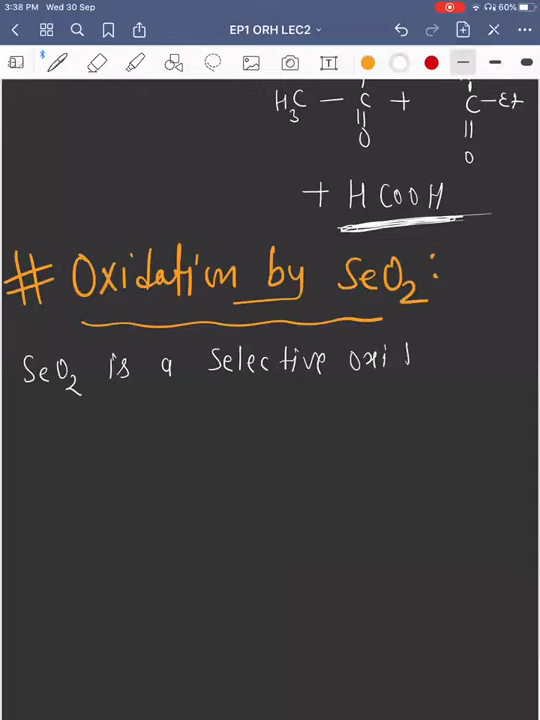 3:38 PM Wed 30 Sep 60%
EP1 ORH LEC2
T
H₃C — C + C—Et
O
O
+ HCOOH
# Oxidation by SeO₂:
SeO₂ is a selective oxi